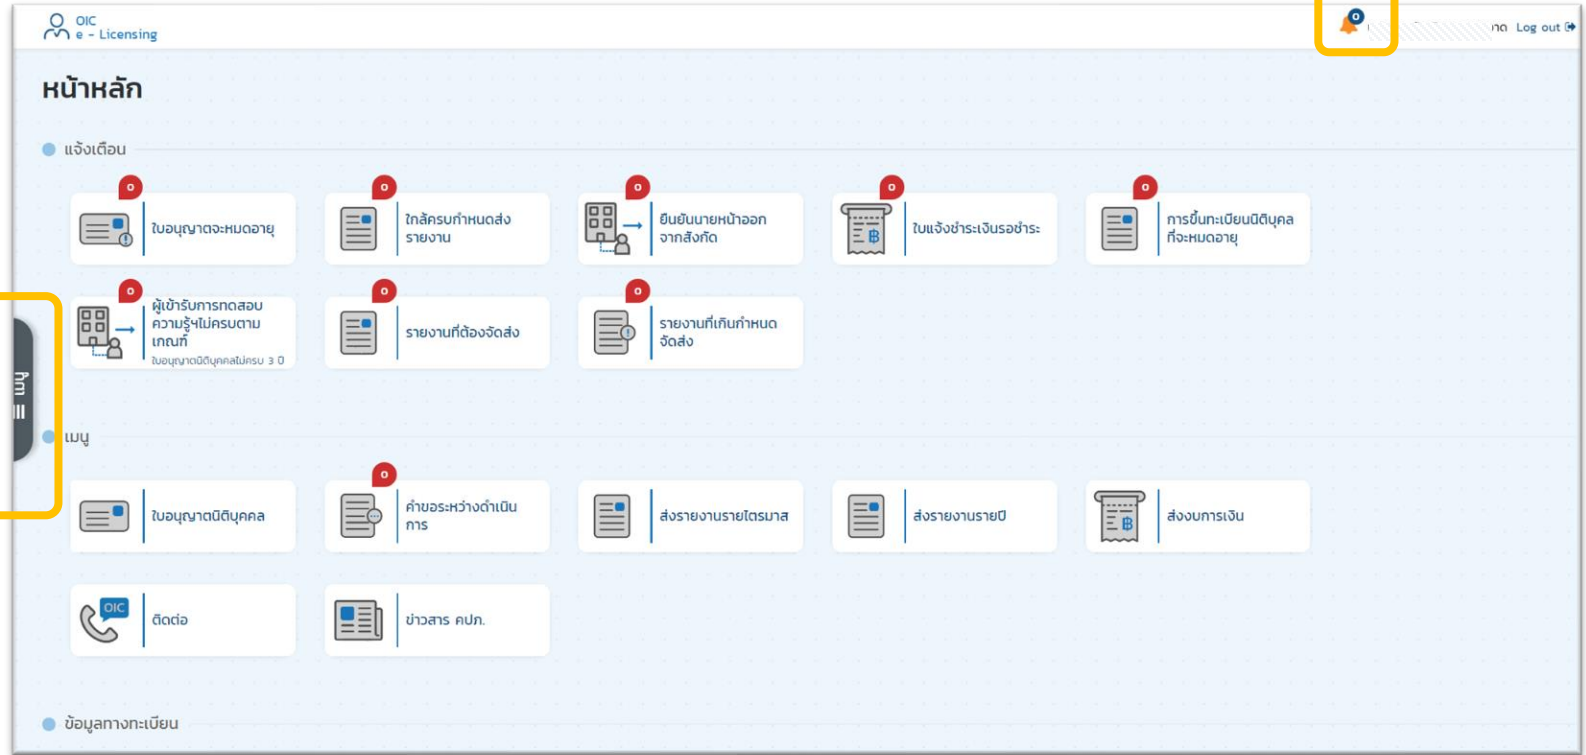 OIC
e - Licensing
0
Log out
หน้าหลัก
แจ้งเตือน
0
ใบอนุญาตจะหมดอายุ
0
ใกล้ครบกำหนดส่ง
รายงาน
0
ยืนยันนายหน้าออก
จากสังกัด
0
ใบแจ้งชำระเงินรอชำระ
0
การขึ้นทะเบียนนิติบุคล
ที่จะหมดอายุ
0
ผู้เข้ารับการทดสอบ
ความรู้ฯไม่ครบตาม
เกณฑ์
ใบอนุญาตนิติบุคคลไม่ครบ 3 ปี
0
รายงานที่ต้องจัดส่ง
0
รายงานที่เกินกำหนด
จัดส่ง
เมนู
เมนู
ใบอนุญาตนิติบุคคล
0
คำขอระหว่างดำเนิน
การ
ส่งรายงานรายไตรมาส
ส่งรายงานรายปี
ส่งงบการเงิน
OIC
ติดต่อ
ข่าวสาร คปภ.
ข้อมูลทางทะเบียน